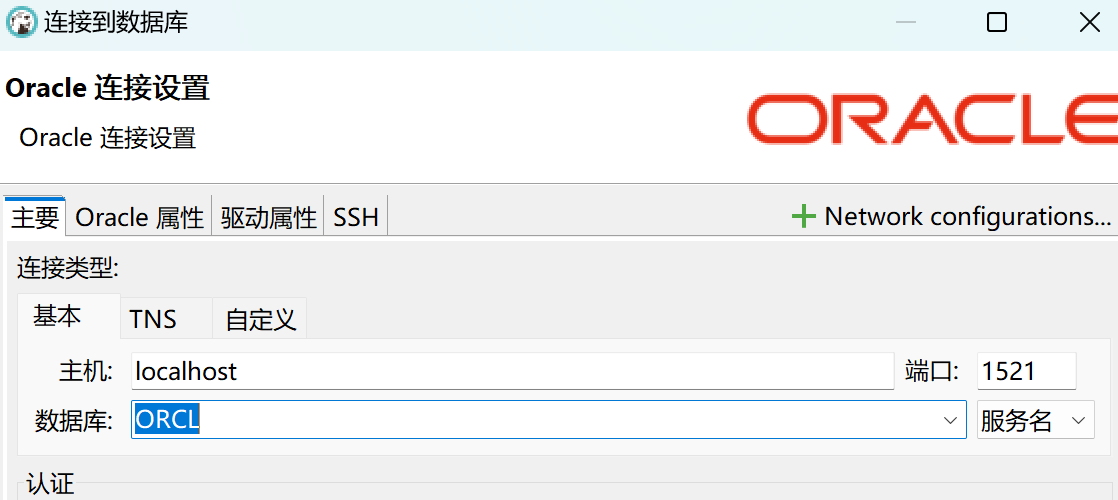 连接到数据库
Oracle 连接设置
Oracle 连接设置
ORACLE
主要 Oracle 属性 驱动属性 SSH Network configurations...
连接类型:
基本 TNS 自定义
主机: localhost 端口: 1521
数据库: ORCL 服务名
认证